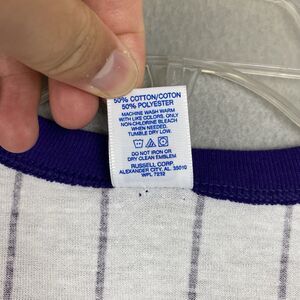 50% COTTON/COTON
50% POLYESTER
MACHINE WASH WARM
WITH LIKE COLORS, ONLY
NON-CHLORINE BLEACH
WHEN NEEDED.
TUMBLE DRY LOW.
DO NOT IRON OR
DRY CLEAN EMBLEM
RUSSELL CORP.
ALEXANDER CITY, AL. 35010
WPL 7212